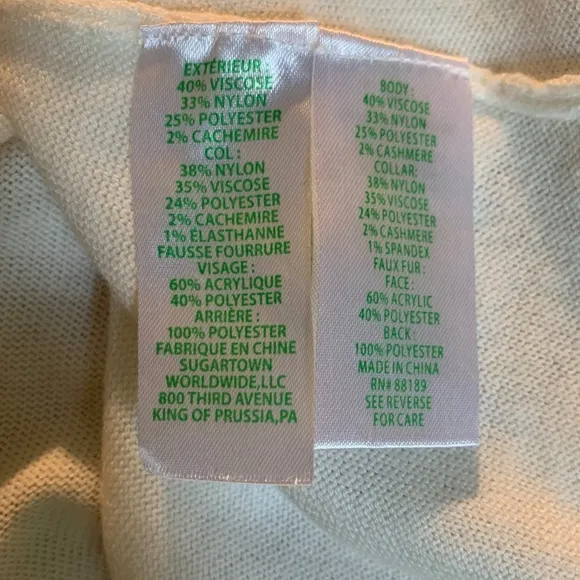 EXTÉRIEUR :
40% VISCOSE
33% NYLON
25% POLYESTER
2% CACHEMIRE
COL :
38% NYLON
35% VISCOSE
24% POLYESTER
2% CACHEMIRE
1% ÉLASTHANNE
FAUSSE FOURRURE
VISAGE :
60% ACRYLIQUE
40% POLYESTER
ARRIÈRE :
100% POLYESTER
FABRIQUE EN CHINE
SUGARTOWN
WORLDWIDE,LLC
800 THIRD AVENUE
KING OF PRUSSIA,PA
BODY :
40% VISCOSE
33% NYLON
25% POLYESTER
2% CASHMERE
COLLAR:
38% NYLON
35% VISCOSE
24% POLYESTER
2% CASHMERE
1% SPANDEX
FAUX FUR :
FACE :
60% ACRYLIC
40% POLYESTER
BACK :
100% POLYESTER
MADE IN CHINA
RN# 88189
SEE REVERSE
FOR CARE